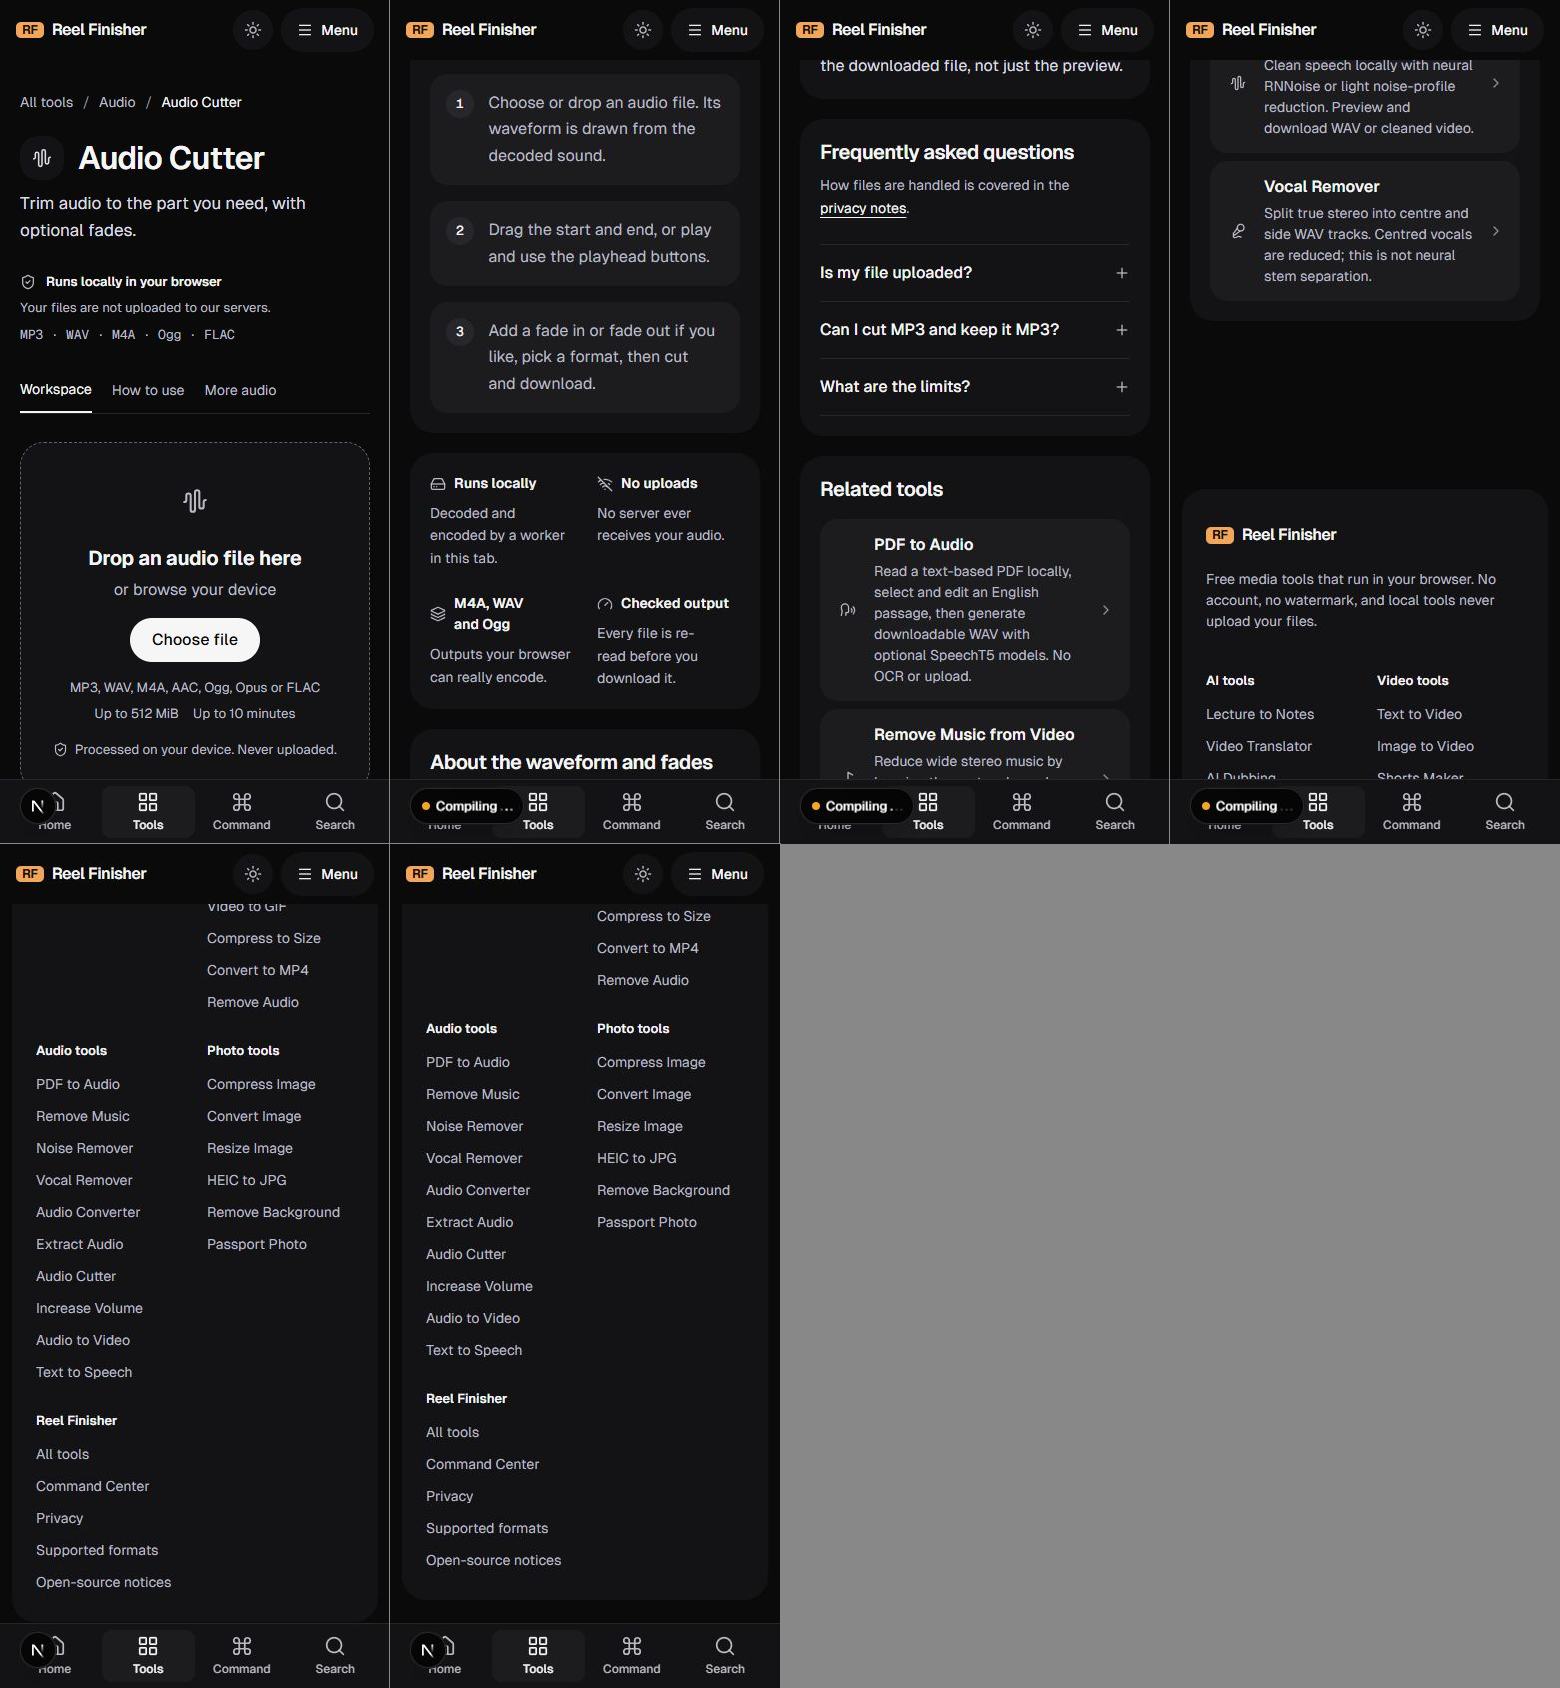 RF Reel Finisher
Menu
All tools / Audio / Audio Cutter
Audio Cutter
Trim audio to the part you need, with
optional fades.
Runs locally in your browser
Your files are not uploaded to our servers.
MP3 · WAV · M4A · Ogg · FLAC
Workspace How to use More audio
Drop an audio file here
or browse your device
Choose file
MP3, WAV, M4A, AAC, Ogg, Opus or FLAC
Up to 512 MiB Up to 10 minutes
Processed on your device. Never uploaded.
N
Home Tools Command Search
RF Reel Finisher
Menu
1 Choose or drop an audio file. Its
waveform is drawn from the
decoded sound.
2 Drag the start and end, or play
and use the playhead buttons.
3 Add a fade in or fade out if you
like, pick a format, then cut
and download.
Runs locally
Decoded and
encoded by a worker
in this tab.
No uploads
No server ever
receives your audio.
M4A, WAV
and Ogg
Outputs your browser
can really encode.
Checked output
Every file is re-
read before you
download it.
About the waveform and fades
Compiling ...
Home Tools Command Search
RF Reel Finisher
Menu
the downloaded file, not just the preview.
Frequently asked questions
How files are handled is covered in the
privacy notes.
Is my file uploaded?
Can I cut MP3 and keep it MP3?
What are the limits?
Related tools
PDF to Audio
Read a text-based PDF locally,
select and edit an English
passage, then generate
downloadable WAV with
optional SpeechT5 models. No
OCR or upload.
Remove Music from Video
Reduce wide stereo music by
Compiling ...
Home Tools Command Search
RF Reel Finisher
Menu
Clean speech locally with neural
RNNoise or light noise-profile
reduction. Preview and
download WAV or cleaned video.
Vocal Remover
Split true stereo into centre and
side WAV tracks. Centred vocals
are reduced; this is not neural
stem separation.
RF Reel Finisher
Free media tools that run in your browser. No
account, no watermark, and local tools never
upload your files.
AI tools
Lecture to Notes
Video Translator
AI Dubbing
Video tools
Text to Video
Image to Video
Shorts Maker
Compiling ...
Home Tools Command Search
RF Reel Finisher
Menu
Video to GIF
Compress to Size
Convert to MP4
Remove Audio
Audio tools
PDF to Audio
Remove Music
Noise Remover
Vocal Remover
Audio Converter
Extract Audio
Audio Cutter
Increase Volume
Audio to Video
Text to Speech
Photo tools
Compress Image
Convert Image
Resize Image
HEIC to JPG
Remove Background
Passport Photo
Reel Finisher
All tools
Command Center
Privacy
Supported formats
Open-source notices
N
Home Tools Command Search
RF Reel Finisher
Menu
Compress to Size
Convert to MP4
Remove Audio
Audio tools
PDF to Audio
Remove Music
Noise Remover
Vocal Remover
Audio Converter
Extract Audio
Audio Cutter
Increase Volume
Audio to Video
Text to Speech
Photo tools
Compress Image
Convert Image
Resize Image
HEIC to JPG
Remove Background
Passport Photo
Reel Finisher
All tools
Command Center
Privacy
Supported formats
Open-source notices
N
Home Tools Command Search